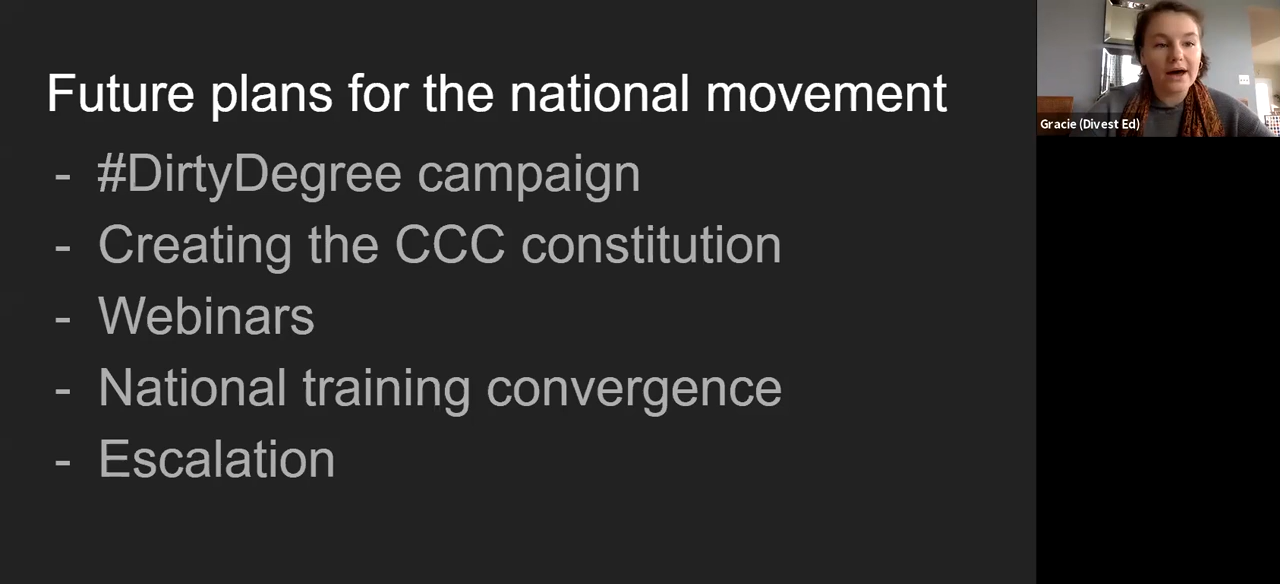 Future plans for the national movement
- #DirtyDegree campaign
- Creating the CCC constitution
- Webinars
- National training convergence
- Escalation
Gracie (Divest Ed)